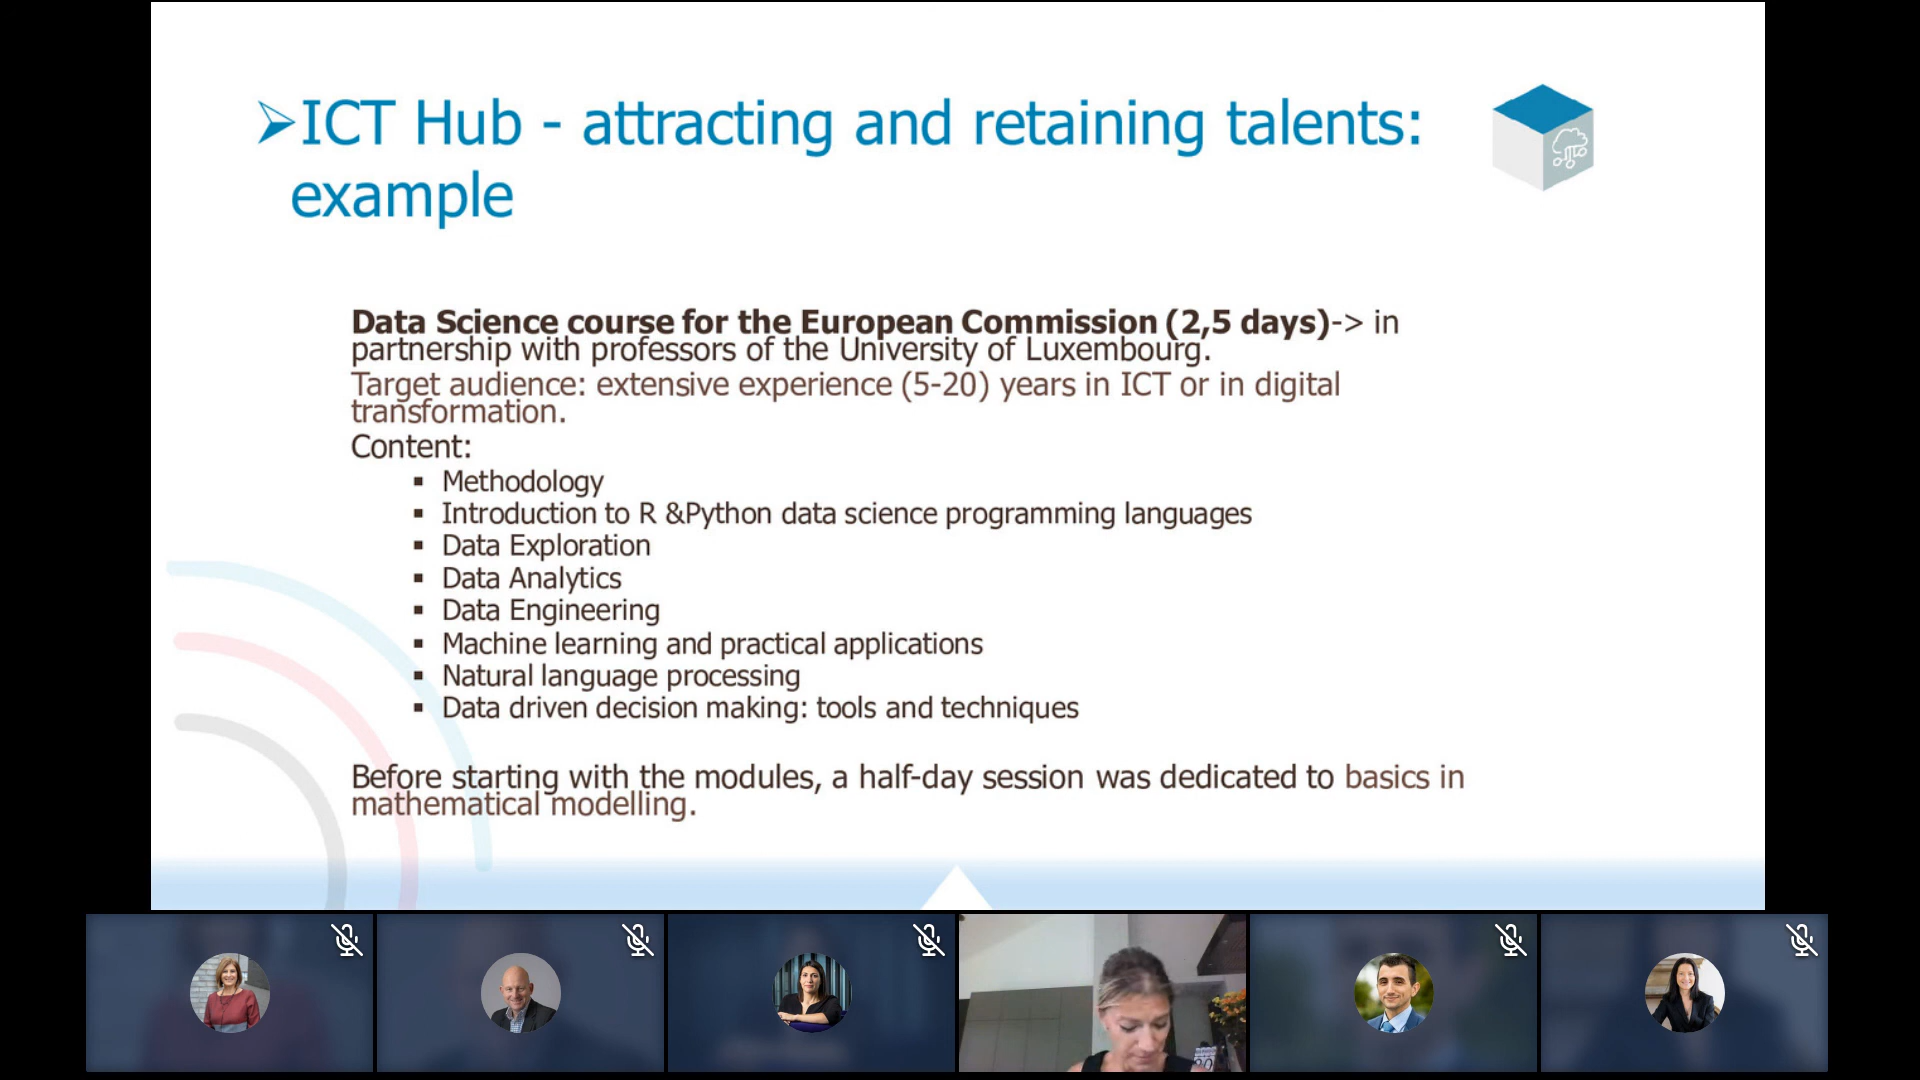 ➢ICT Hub - attracting and retaining talents:
example
Data Science course for the European Commission (2,5 days)-> in
partnership with professors of the University of Luxembourg.
Target audience: extensive experience (5-20) years in ICT or in digital
transformation.
Content:
▪ Methodology
▪ Introduction to R &Python data science programming languages
▪ Data Exploration
▪ Data Analytics
▪ Data Engineering
▪ Machine learning and practical applications
▪ Natural language processing
▪ Data driven decision making: tools and techniques
Before starting with the modules, a half-day session was dedicated to basics in
mathematical modelling.